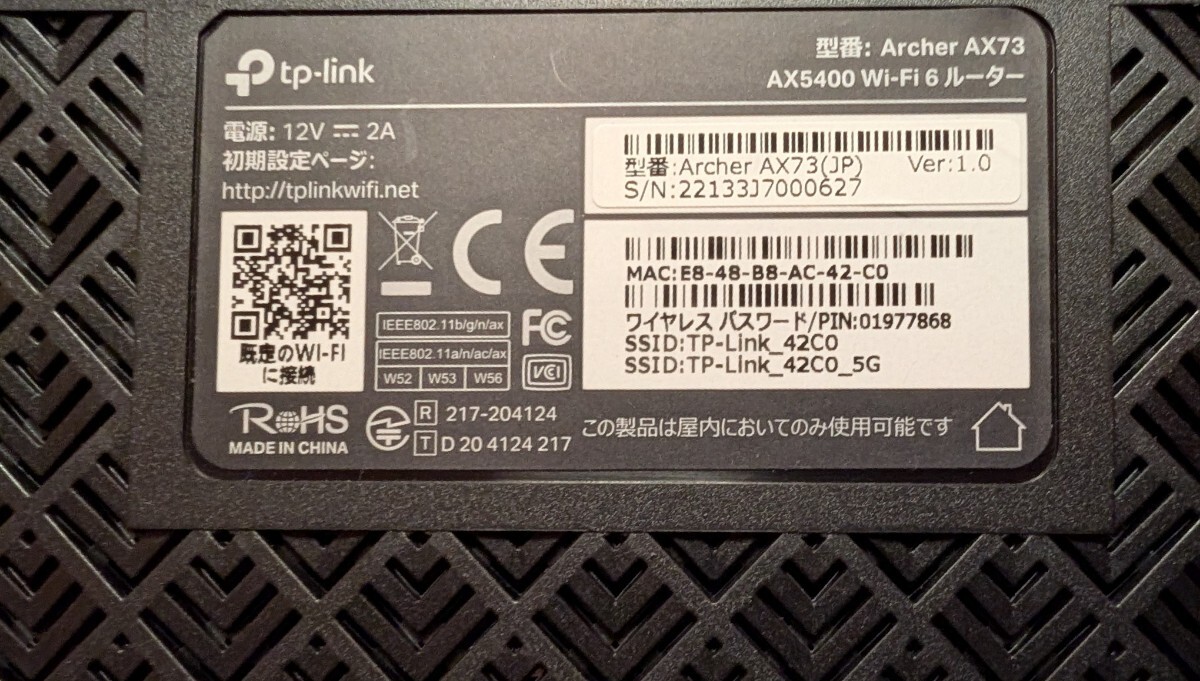 tp-link
型番: Archer AX73
AX5400 Wi-Fi 6 ルーター
電源: 12V ⎓ 2A
初期設定ページ:
http://tplinkwifi.net
型番:Archer AX73(JP) Ver:1.0
S/N:22133J7000627
MAC:E8-48-B8-AC-42-C0
ワイヤレス パスワード/PIN:01977868
SSID:TP-Link_42C0
SSID:TP-Link_42C0_5G
既定のWI-FI
に接続
CE
IEEE802.11b/g/n/ax
IEEE802.11a/n/ac/ax
W52 W53 W56
FC
VCI
RoHS
MADE IN CHINA
R 217-204124
T D 20 4124 217
この製品は屋内においてのみ使用可能です